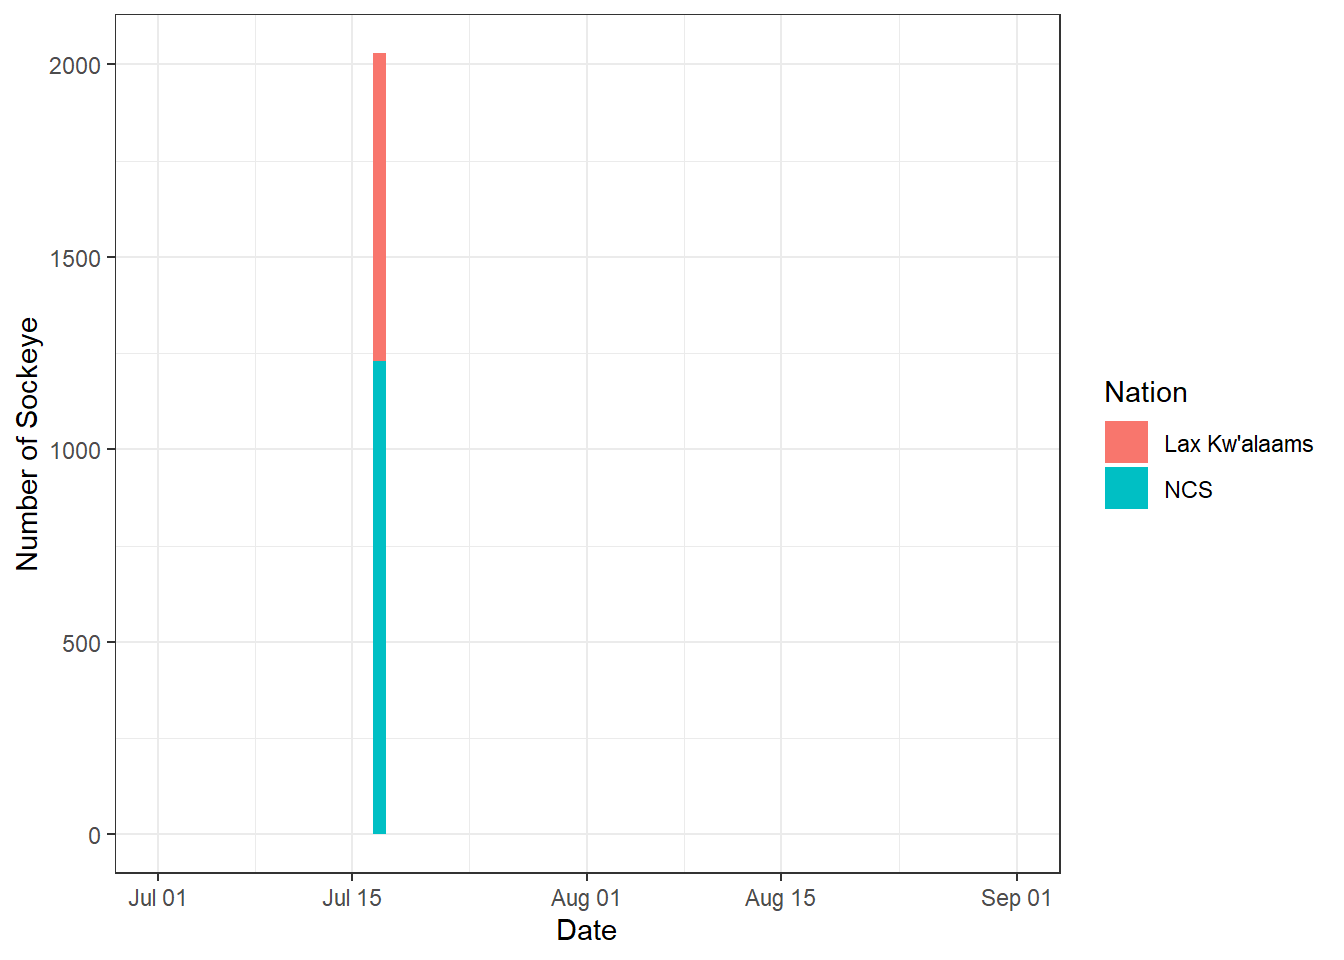 Number of Sockeye
2000
1500
1000
500
0
Jul 01
Jul 15
Aug 01
Aug 15
Sep 01
Date
Nation
Lax Kw'alaams
NCS